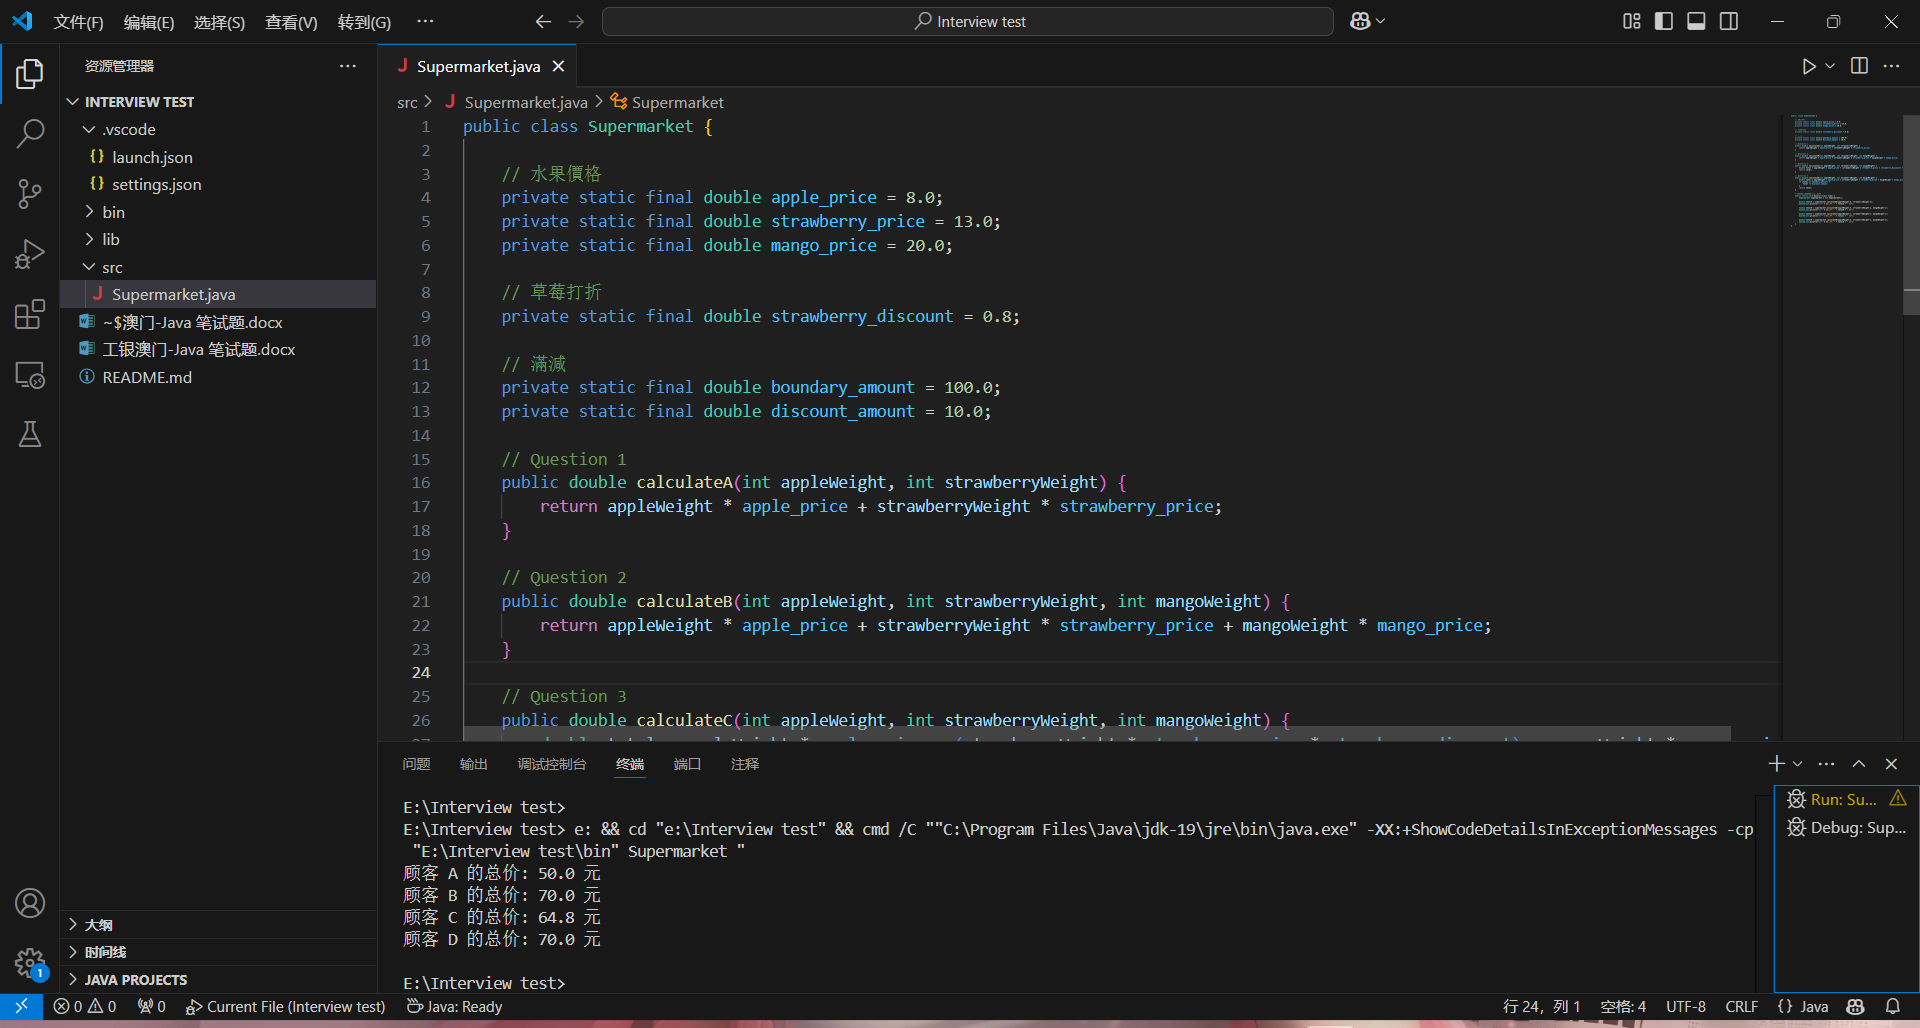 文件(F) 编辑(E) 选择(S) 查看(V) 转到(G) ··· Interview test
资源管理器
INTERVIEW TEST
.vscode
{} launch.json
{} settings.json
bin
lib
src
J Supermarket.java
~$澳门-Java 笔试题.docx
工银澳门-Java 笔试题.docx
README.md
大纲
时间线
JAVA PROJECTS
J Supermarket.java
src > J Supermarket.java > Supermarket
1 public class Supermarket {
2
3 // 水果價格
4 private static final double apple_price = 8.0;
5 private static final double strawberry_price = 13.0;
6 private static final double mango_price = 20.0;
7
8 // 草莓打折
9 private static final double strawberry_discount = 0.8;
10
11 // 滿減
12 private static final double boundary_amount = 100.0;
13 private static final double discount_amount = 10.0;
14
15 // Question 1
16 public double calculateA(int appleWeight, int strawberryWeight) {
17 return appleWeight * apple_price + strawberryWeight * strawberry_price;
18 }
19
20 // Question 2
21 public double calculateB(int appleWeight, int strawberryWeight, int mangoWeight) {
22 return appleWeight * apple_price + strawberryWeight * strawberry_price + mangoWeight * mango_price;
23 }
24
25 // Question 3
26 public double calculateC(int appleWeight, int strawberryWeight, int mangoWeight) {
问题 输出 调试控制台 终端 端口 注释
E:\Interview test>
E:\Interview test> e: && cd "e:\Interview test" && cmd /C ""C:\Program Files\Java\jdk-19\jre\bin\java.exe" -XX:+ShowCodeDetailsInExceptionMessages -cp
"E:\Interview test\bin" Supermarket "
顾客 A 的总价: 50.0 元
顾客 B 的总价: 70.0 元
顾客 C 的总价: 64.8 元
顾客 D 的总价: 70.0 元
E:\Interview test>
Run: Su...
Debug: Sup...
1
0 0 0 Current File (Interview test) Java: Ready 行 24, 列 1 空格: 4 UTF-8 CRLF {} Java